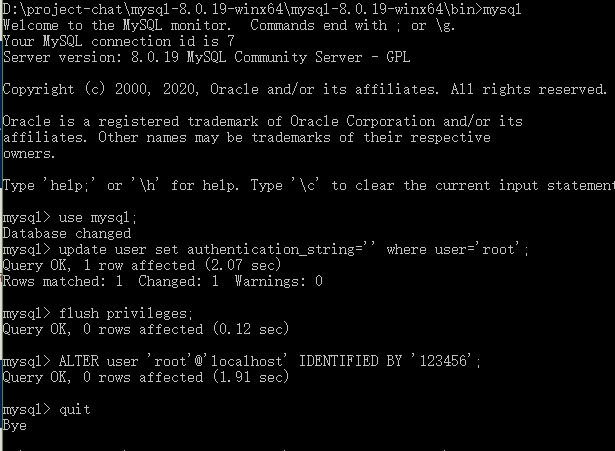 D:\project-chat\mysql-8.0.19-winx64\mysql-8.0.19-winx64\bin>mysql
Welcome to the MySQL monitor.  Commands end with ; or \g.
Your MySQL connection id is 7
Server version: 8.0.19 MySQL Community Server - GPL
Copyright (c) 2000, 2020, Oracle and/or its affiliates. All rights reserved.
Oracle is a registered trademark of Oracle Corporation and/or its
affiliates. Other names may be trademarks of their respective
owners.
Type 'help;' or '\h' for help. Type '\c' to clear the current input statement
mysql> use mysql;
Database changed
mysql> update user set authentication_string='' where user='root';
Query OK, 1 row affected (2.07 sec)
Rows matched: 1  Changed: 1  Warnings: 0
mysql> flush privileges;
Query OK, 0 rows affected (0.12 sec)
mysql> ALTER user 'root'@'localhost' IDENTIFIED BY '123456';
Query OK, 0 rows affected (1.91 sec)
mysql> quit
Bye